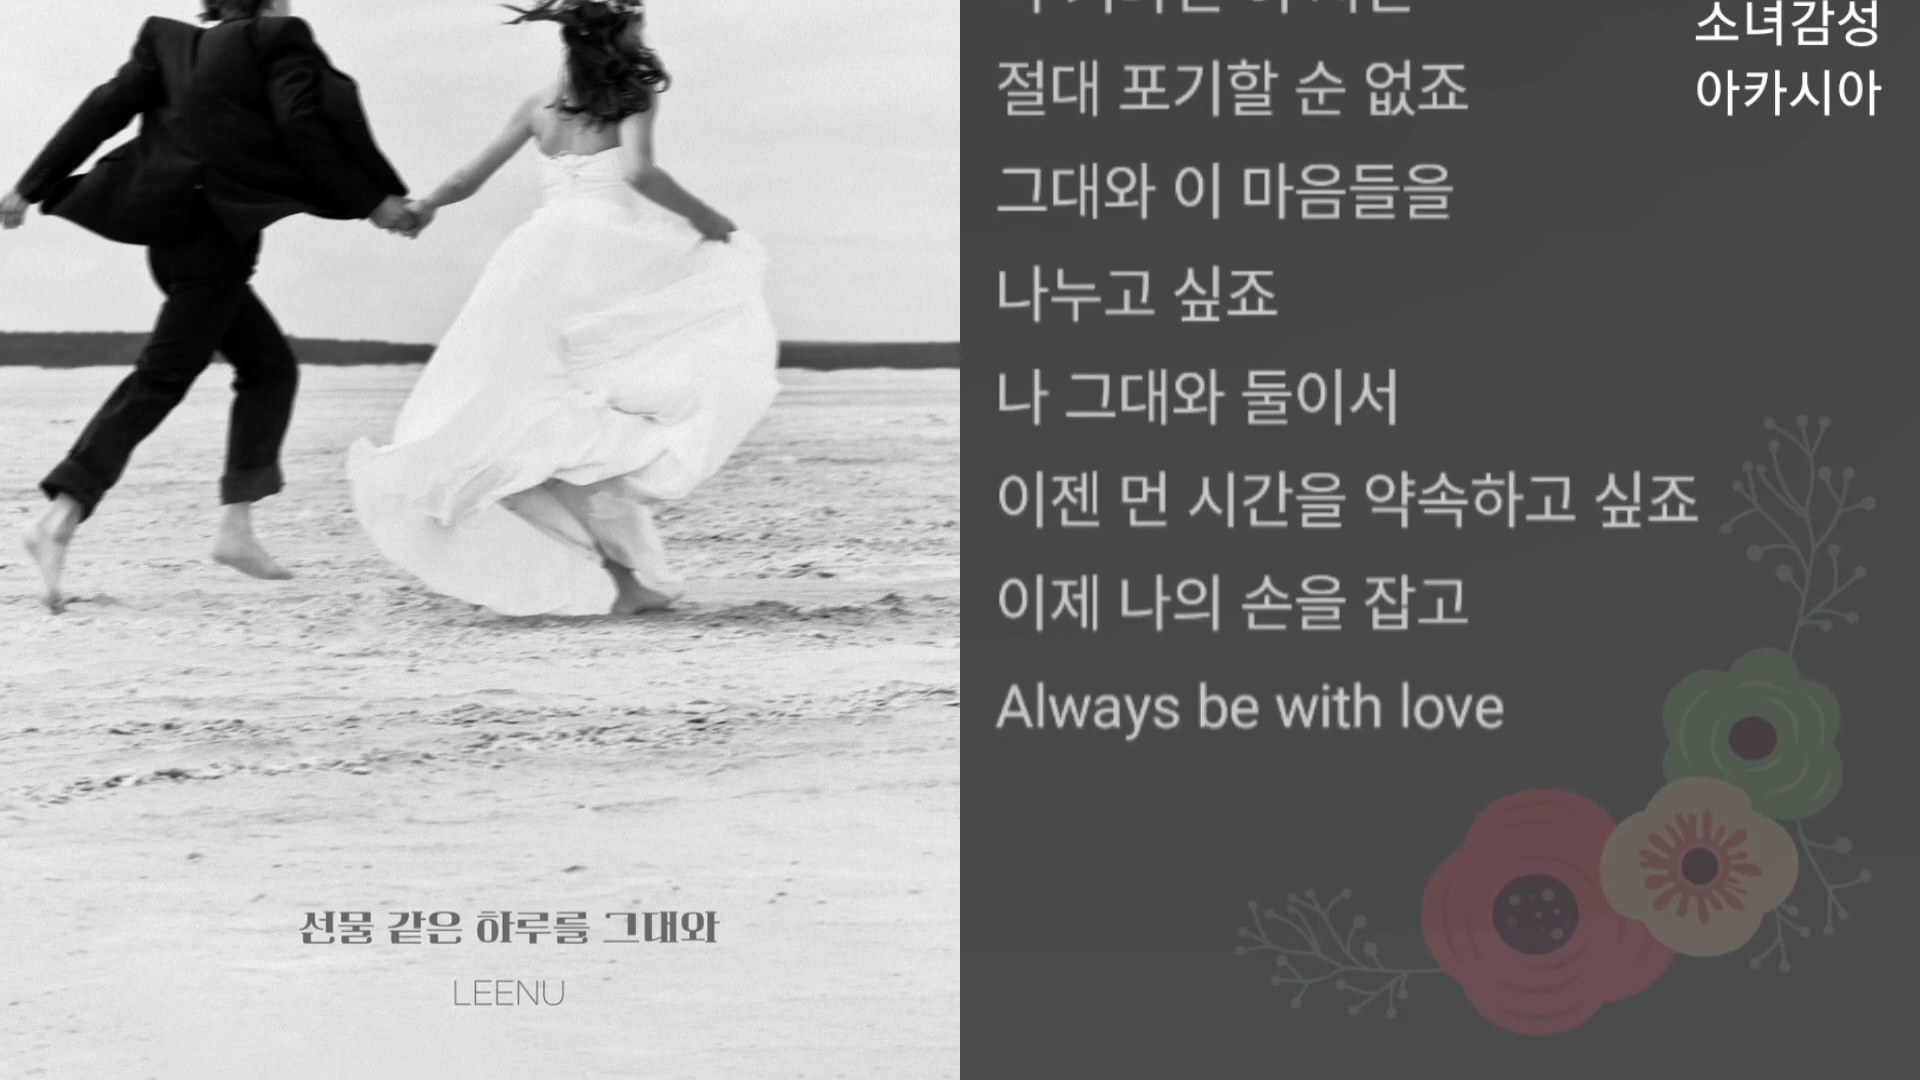 선물 같은 하루를 그대와
LEENU
소녀감성
아카시아
절대 포기할 순 없죠
그대와 이 마음들을
나누고 싶죠
나 그대와 둘이서
이젠 먼 시간을 약속하고 싶죠
이제 나의 손을 잡고
Always be with love